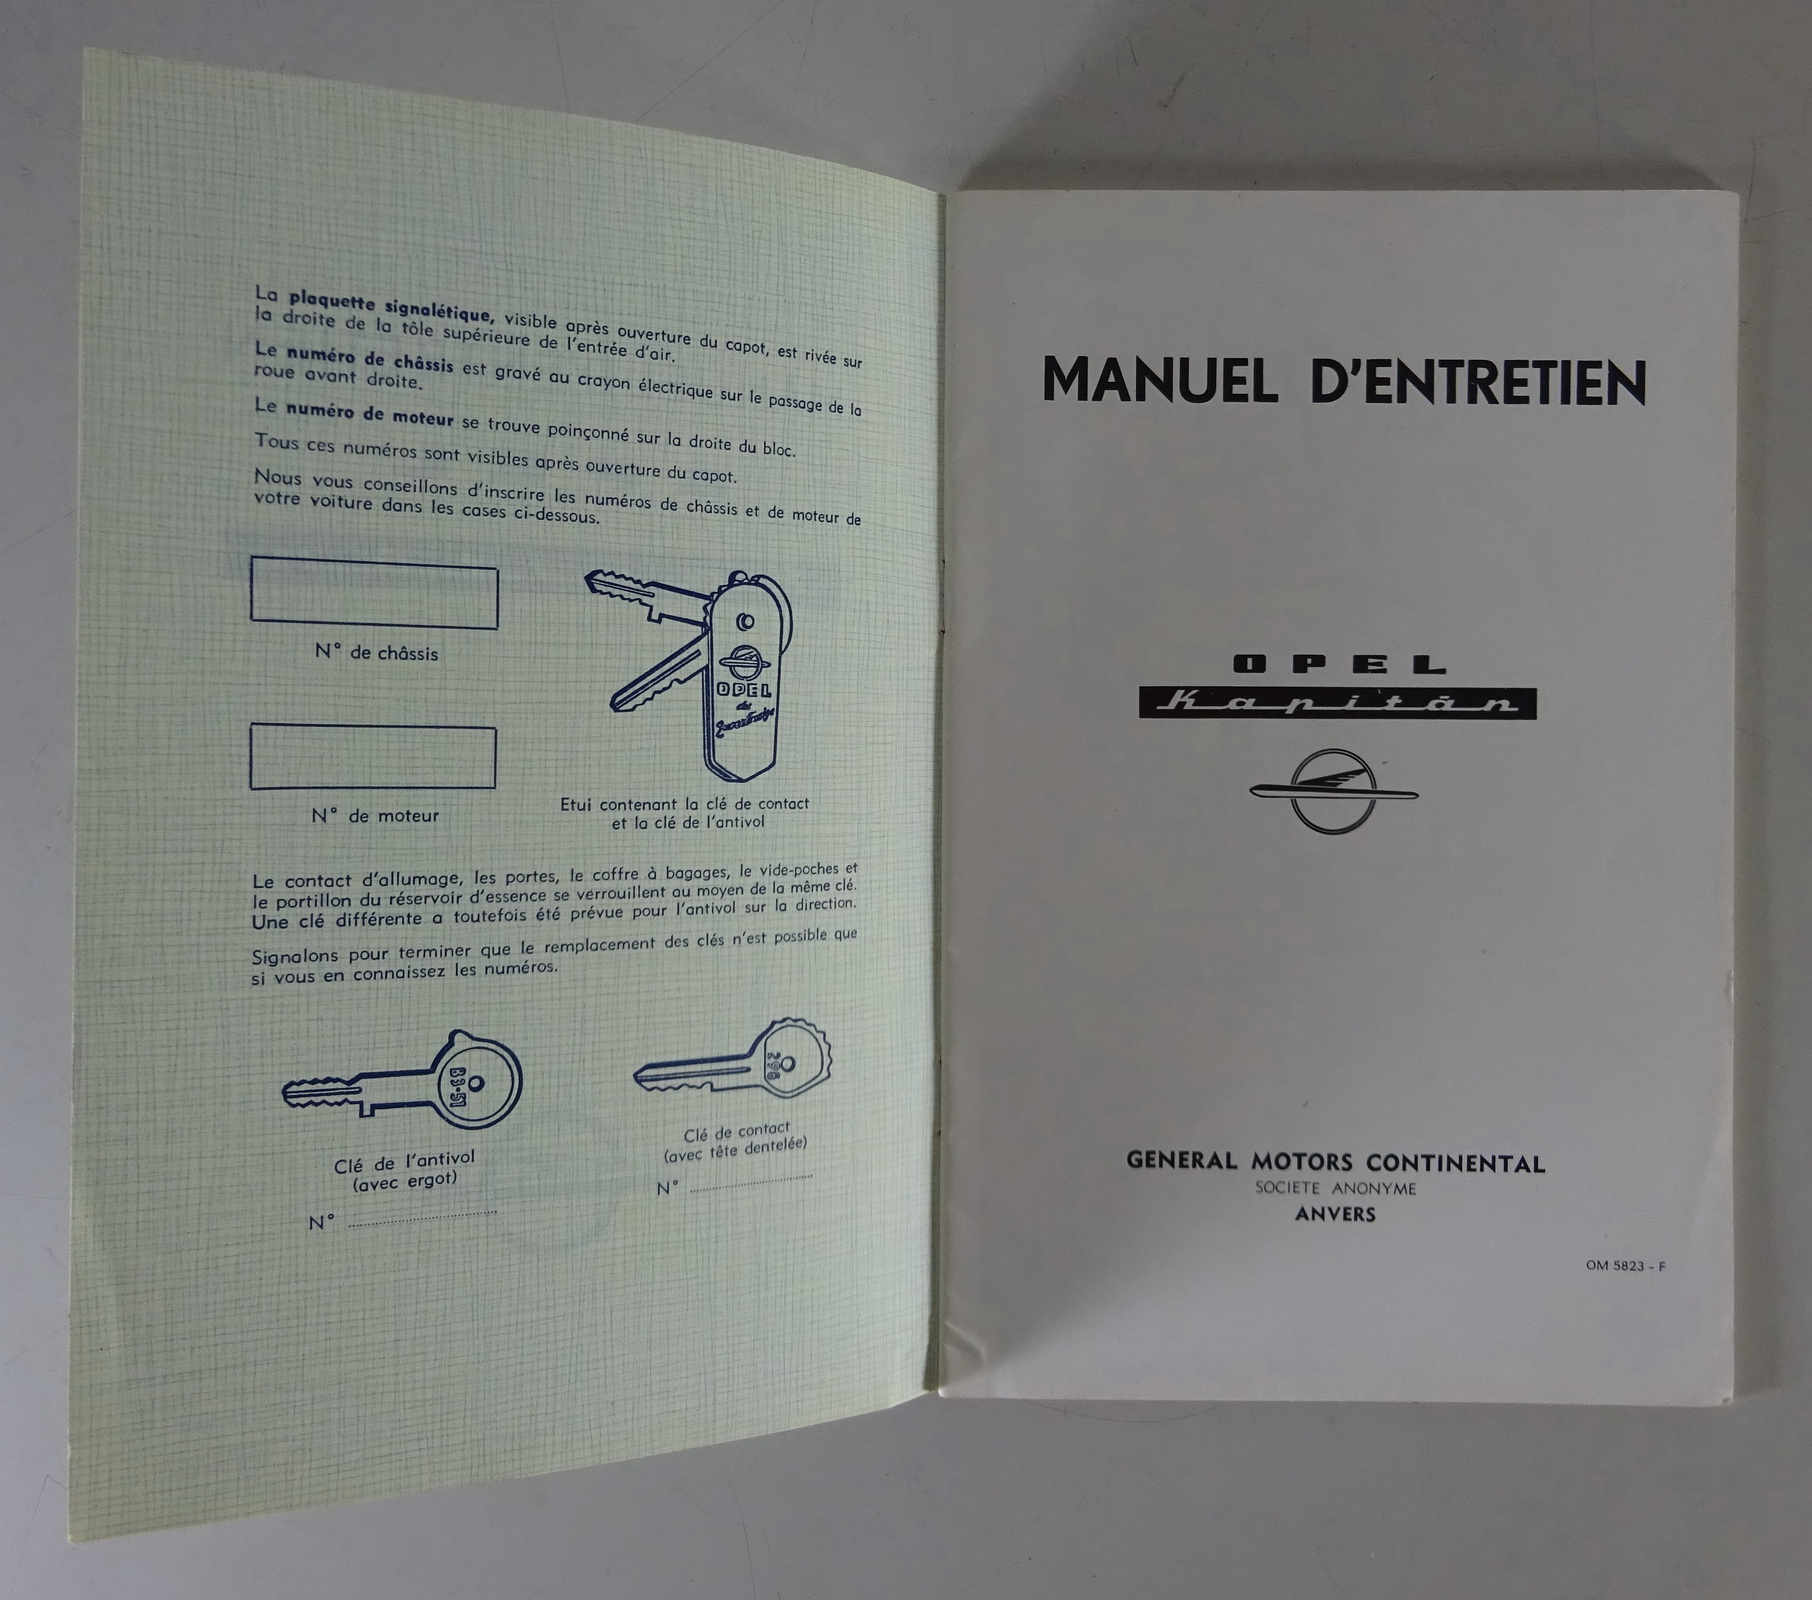 La plaquette signalétique, visible après ouverture du capot, est rivée sur
la droite de la tôle supérieure de l'entrée d'air.
Le numéro de châssis est gravé au crayon électrique sur le passage de la
roue avant droite.
Le numéro de moteur se trouve poinçonné sur la droite du bloc.
Tous ces numéros sont visibles après ouverture du capot.
Nous vous conseillons d'inscrire les numéros de châssis et de moteur de
votre voiture dans les cases ci-dessous.
N° de châssis
N° de moteur
OPEL
der
Etui contenant la clé de contact
et la clé de l'antivol
Le contact d'allumage, les portes, le coffre à bagages, le vide-poches et
le portillon du réservoir d'essence se verrouillent au moyen de la même clé.
Une clé différente a toutefois été prévue pour l'antivol sur la direction.
Signalons pour terminer que le remplacement des clés n'est possible que
si vous en connaissez les numéros.
B3-51
Clé de l'antivol
(avec ergot)
N° ........................
298
Clé de contact
(avec tête dentelée)
N° ........................
MANUEL D'ENTRETIEN
OPEL
Kapitän
GENERAL MOTORS CONTINENTAL
SOCIETE ANONYME
ANVERS
OM 5823 - F